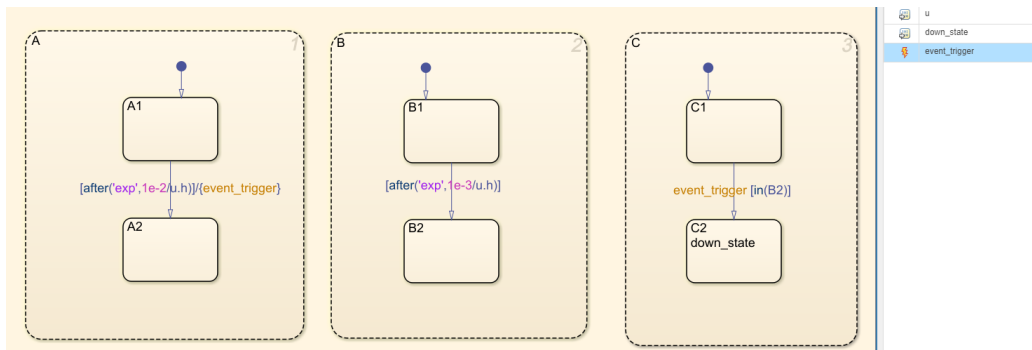 A
1
A1
[after('exp',1e-2/u.h)]/{event_trigger}
A2
B
2
B1
[after('exp',1e-3/u.h)]
B2
C
3
C1
event_trigger [in(B2)]
C2
down_state
u
down_state
event_trigger